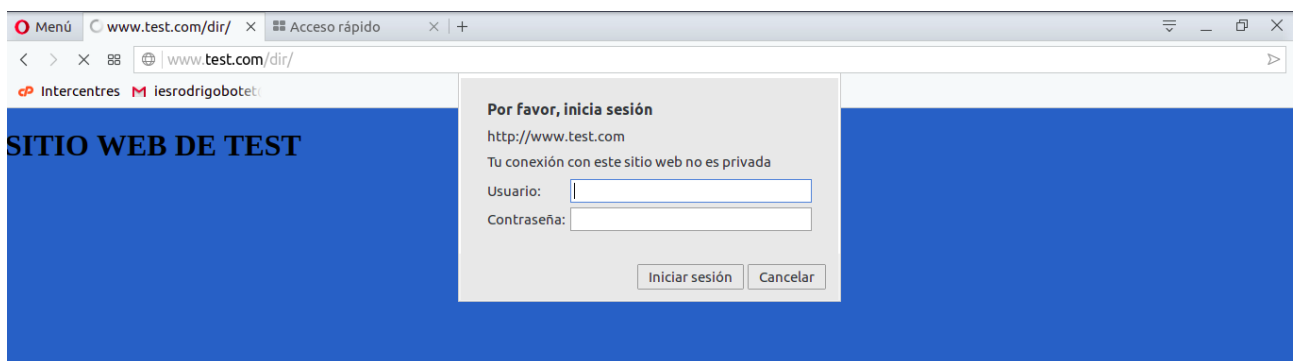 Menú www.test.com/dir/ Acceso rápido
www.test.com/dir/
Intercentres iesrodrigobotet
Por favor, inicia sesión
http://www.test.com
SITIO WEB DE TEST
Tu conexión con este sitio web no es privada
Usuario:
Contraseña:
Iniciar sesión Cancelar